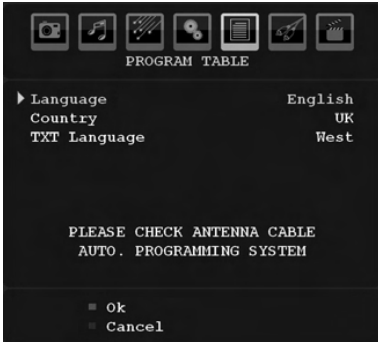 PROGRAM TABLE
Language English
Country UK
TXT Language West
PLEASE CHECK ANTENNA CABLE
AUTO. PROGRAMMING SYSTEM
Ok
Cancel